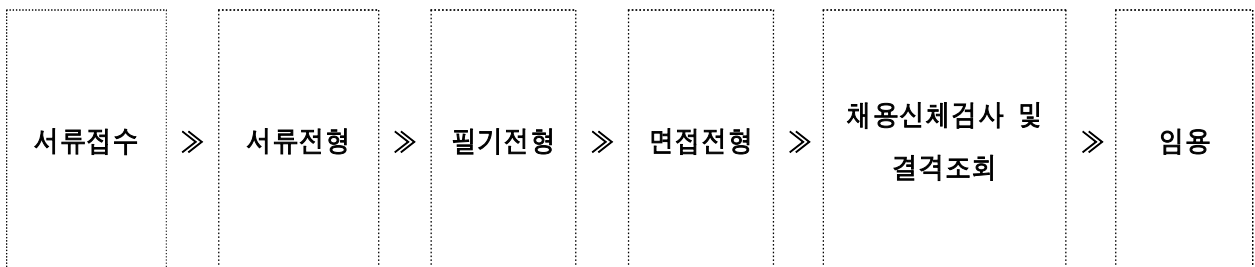 서류접수 ≫ 서류전형 ≫ 필기전형 ≫ 면접전형 ≫ 채용신체검사 및
결격조회 ≫ 임용